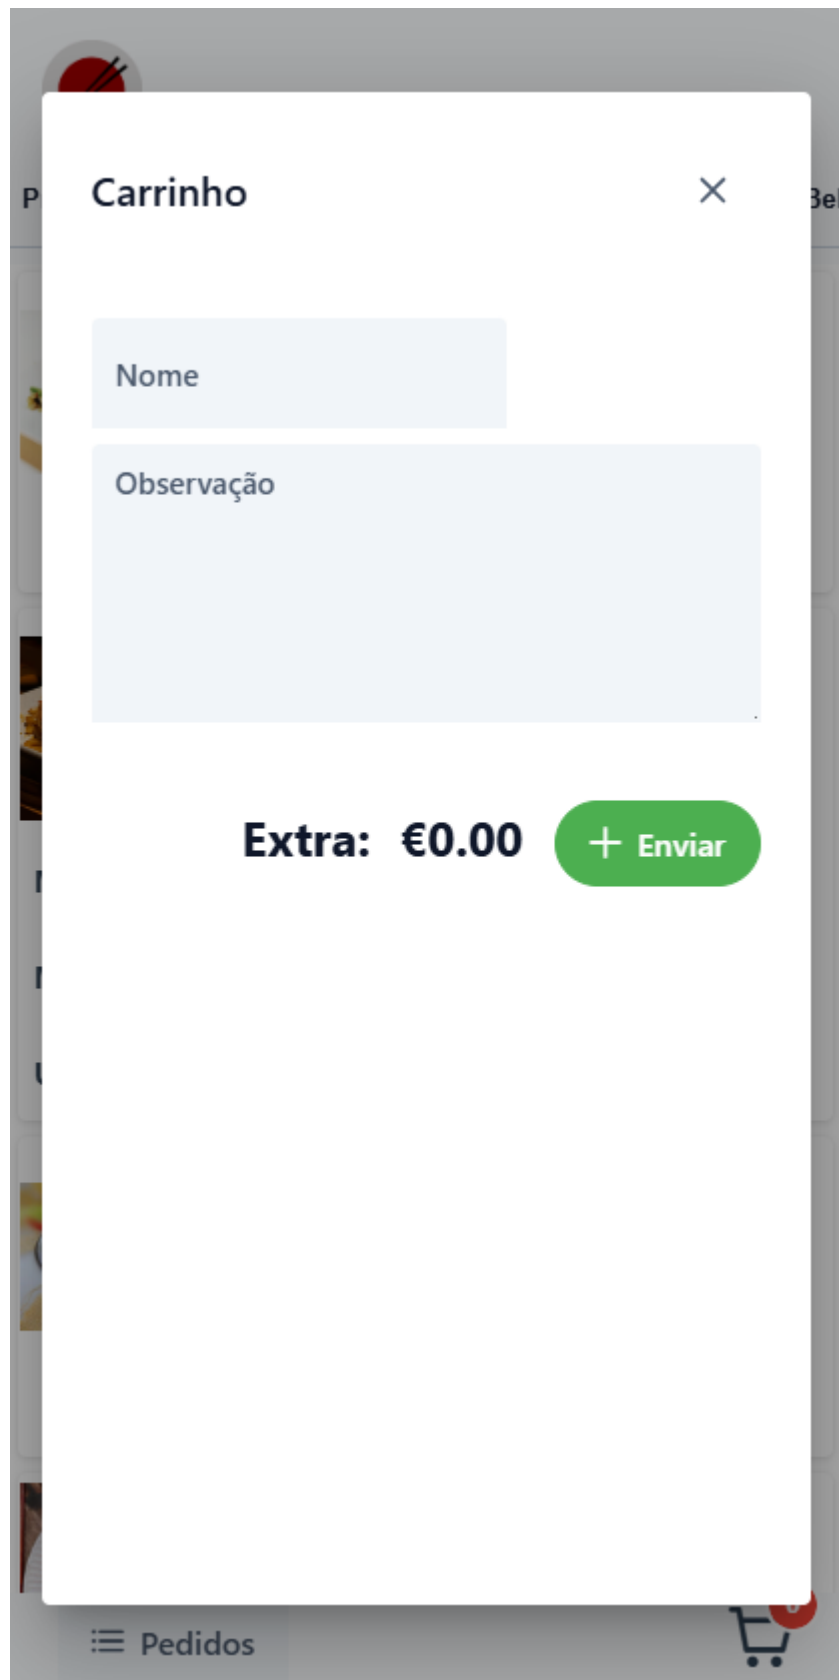 Carrinho
Nome
Observação
Extra: €0.00
Enviar
Pedidos